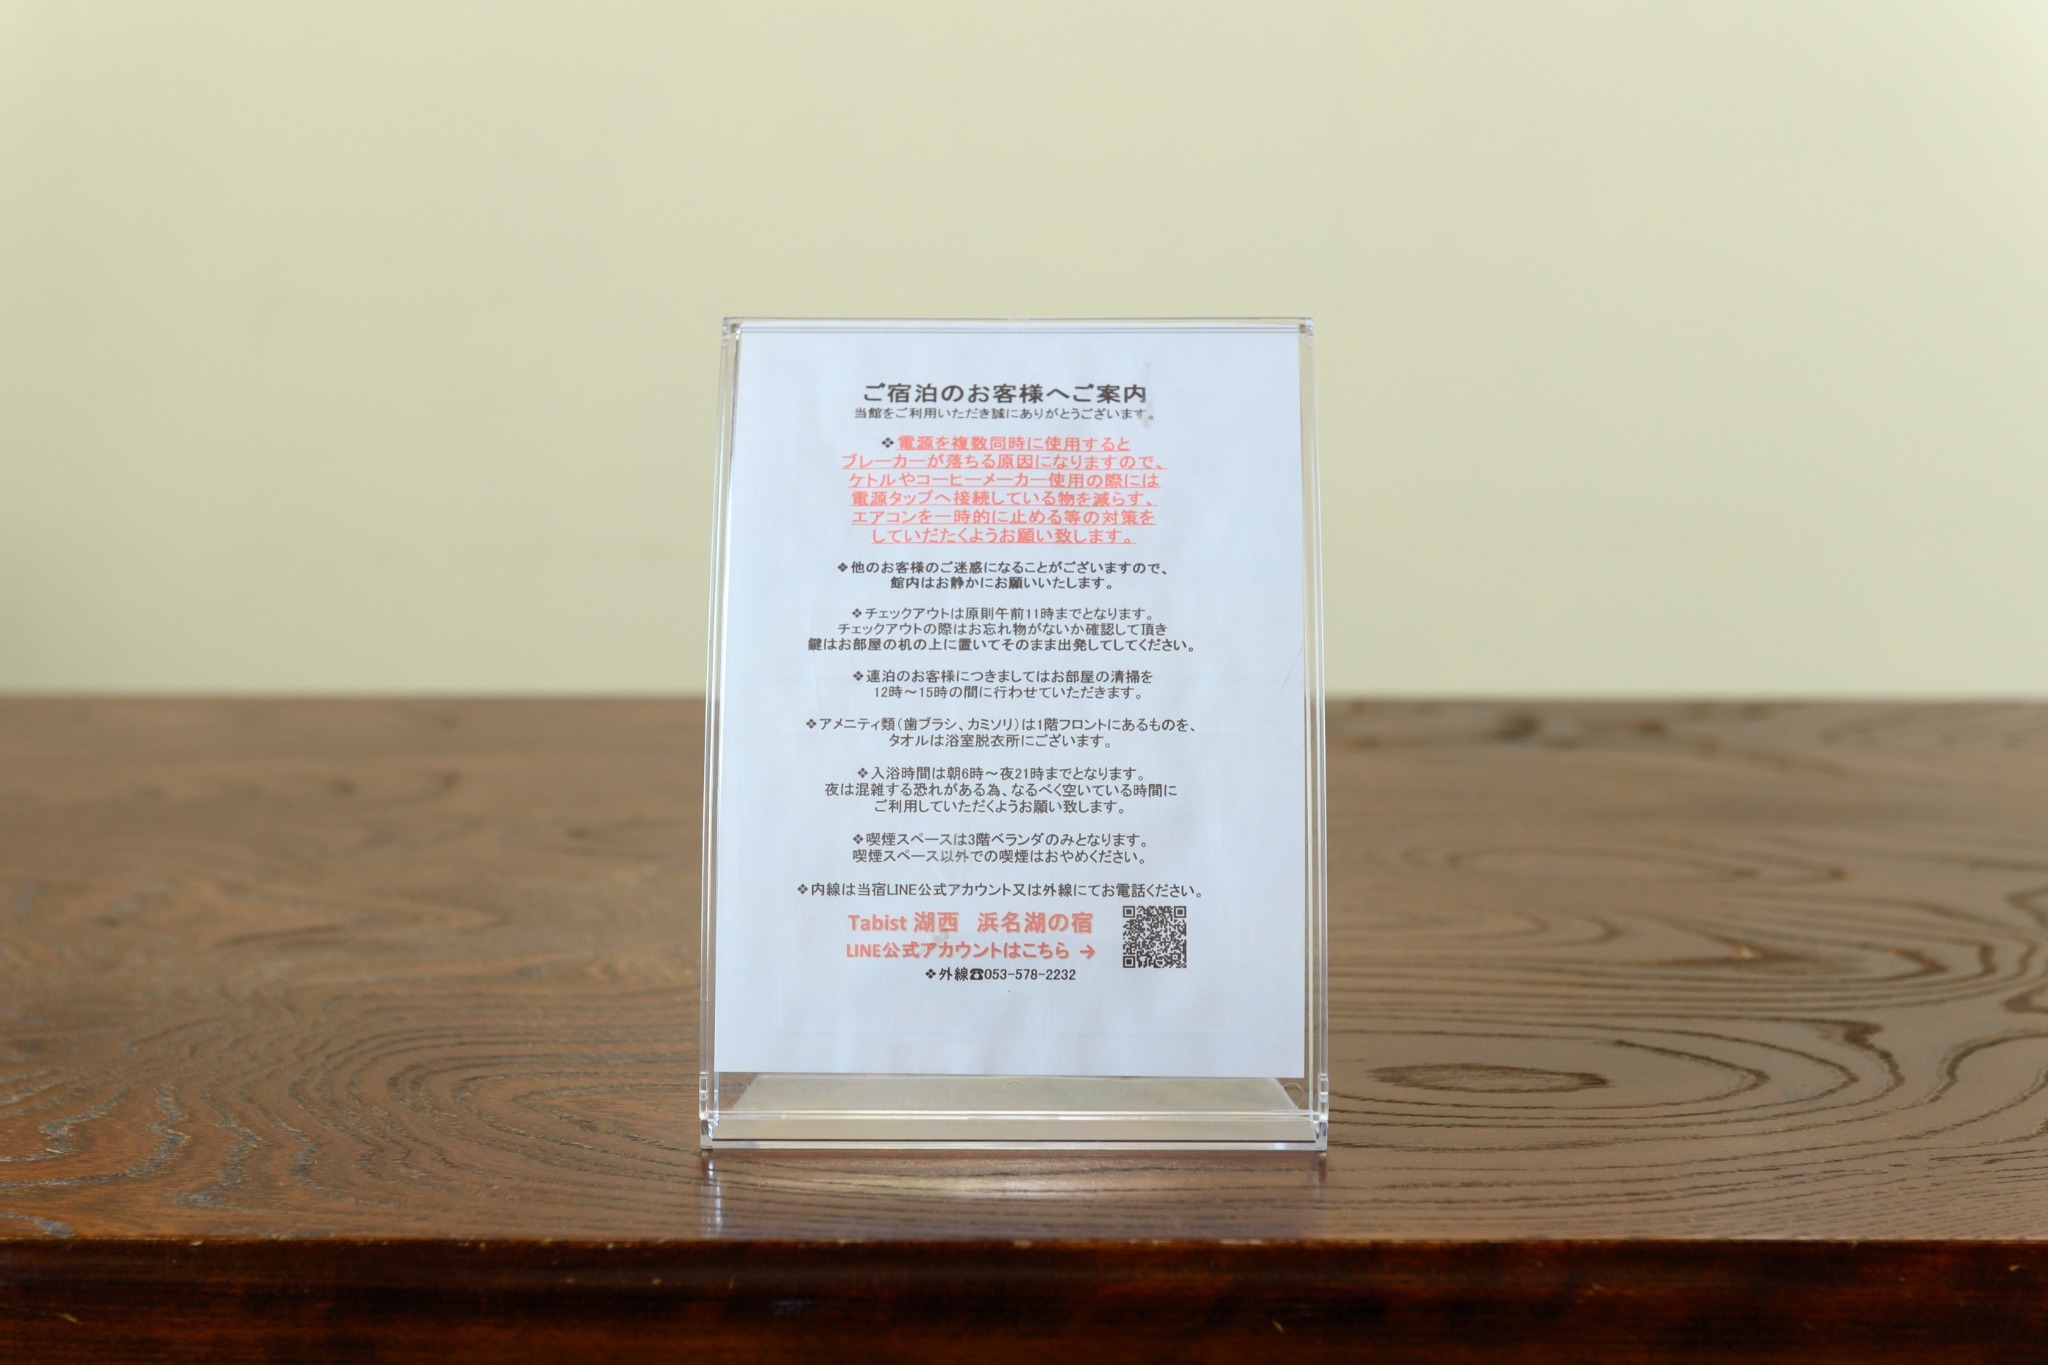 ご宿泊のお客様へご案内
当館をご利用いただき誠にありがとうございます。
❖電源を複数同時に使用すると
ブレーカーが落ちる原因になりますので、
ケトルやコーヒーメーカー使用の際には
電源タップへ接続している物を減らす、
エアコンを一時的に止める等の対策を
していだたくようお願い致します。
❖他のお客様のご迷惑になることがございますので、
館内はお静かにお願いいたします。
❖チェックアウトは原則午前11時までとなります。
チェックアウトの際はお忘れ物がないか確認して頂き
鍵はお部屋の机の上に置いてそのまま出発してしてください。
❖連泊のお客様につきましてはお部屋の清掃を
12時～15時の間に行わせていただきます。
❖アメニティ類(歯ブラシ、カミソリ)は1階フロントにあるものを、
タオルは浴室脱衣所にございます。
❖入浴時間は朝6時～夜21時までとなります。
夜は混雑する恐れがある為、なるべく空いている時間に
ご利用していただくようお願い致します。
❖喫煙スペースは3階ベランダのみとなります。
喫煙スペース以外での喫煙はおやめください。
❖内線は当宿LINE公式アカウント又は外線にてお電話ください。
Tabist 湖西 浜名湖の宿
LINE公式アカウントはこちら →
❖外線☎053-578-2232